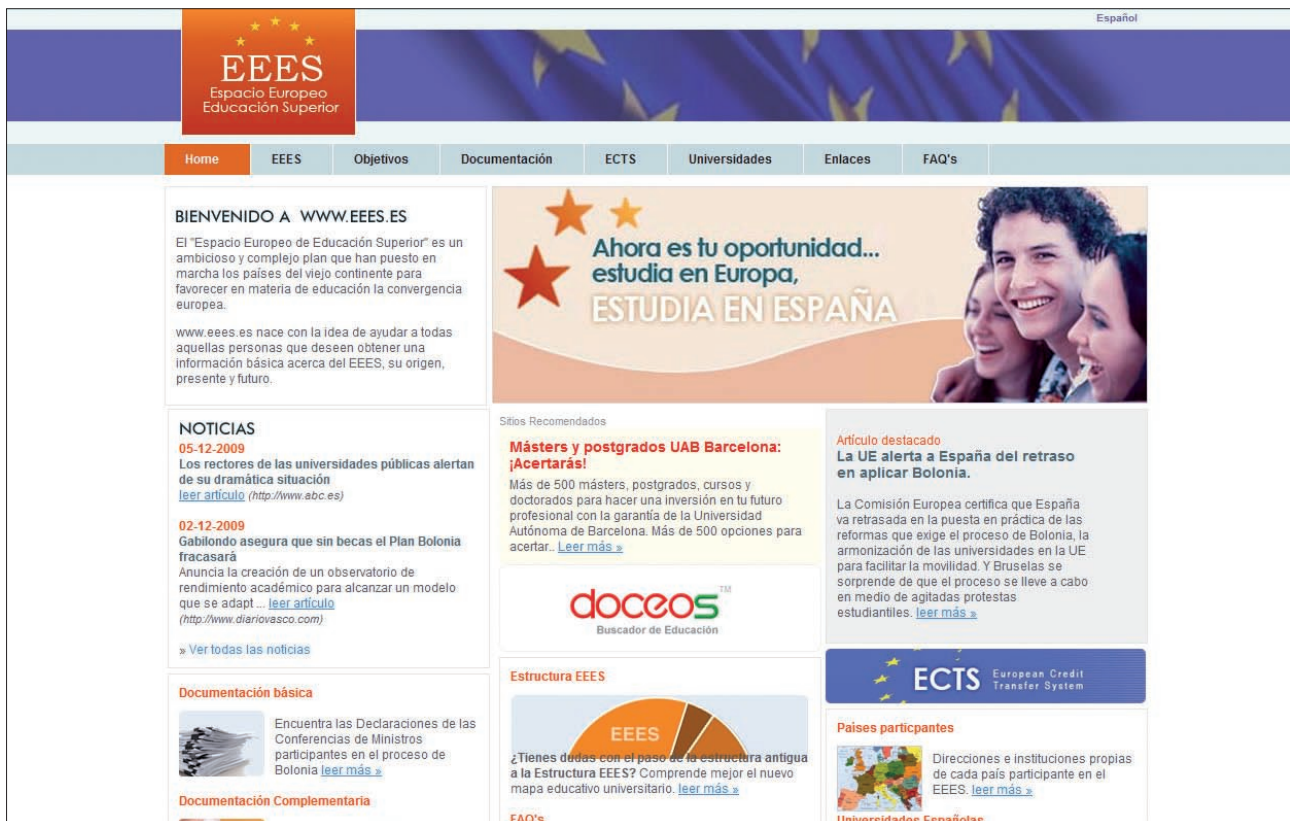 Español
EEES
Espacio Europeo
Educación Superior
Home EEES Objetivos Documentación ECTS Universidades Enlaces FAQ's
BIENVENIDO A WWW.EEES.ES
El "Espacio Europeo de Educación Superior" es un
ambicioso y complejo plan que han puesto en
marcha los países del viejo continente para
favorecer en materia de educación la convergencia
europea.
www.eees.es nace con la idea de ayudar a todas
aquellas personas que deseen obtener una
información básica acerca del EEES, su origen,
presente y futuro.
Ahora es tu oportunidad...
estudia en Europa,
ESTUDIA EN ESPAÑA
NOTICIAS
05-12-2009
Los rectores de las universidades públicas alertan
de su dramática situación
leer artículo (http://www.abc.es)
02-12-2009
Gabilondo asegura que sin becas el Plan Bolonia
fracasará
Anuncia la creación de un observatorio de
rendimiento académico para alcanzar un modelo
que se adapt ... leer artículo
(http://www.diariovasco.com)
» Ver todas las noticias
Sitios Recomendados
Másters y postgrados UAB Barcelona:
¡Acertarás!
Más de 500 másters, postgrados, cursos y
doctorados para hacer una inversión en tu futuro
profesional con la garantía de la Universidad
Autónoma de Barcelona. Más de 500 opciones para
acertar.. Leer más »
doceos™
Buscador de Educación
Artículo destacado
La UE alerta a España del retraso
en aplicar Bolonia.
La Comisión Europea certifica que España
va retrasada en la puesta en práctica de las
reformas que exige el proceso de Bolonia, la
armonización de las universidades en la UE
para facilitar la movilidad. Y Bruselas se
sorprende de que el proceso se lleve a cabo
en medio de agitadas protestas
estudiantiles. leer más »
ECTS European Credit
Transfer System
Documentación básica
Encuentra las Declaraciones de las
Conferencias de Ministros
participantes en el proceso de
Bolonia leer más »
Documentación Complementaria
Estructura EEES
EEES
¿Tienes dudas con el paso de la estructura antigua
a la Estructura EEES? Comprende mejor el nuevo
mapa educativo universitario. leer más »
FAQ's
Paises particpantes
Direcciones e instituciones propias
de cada país participante en el
EEES. leer más »
Universidades Españolas